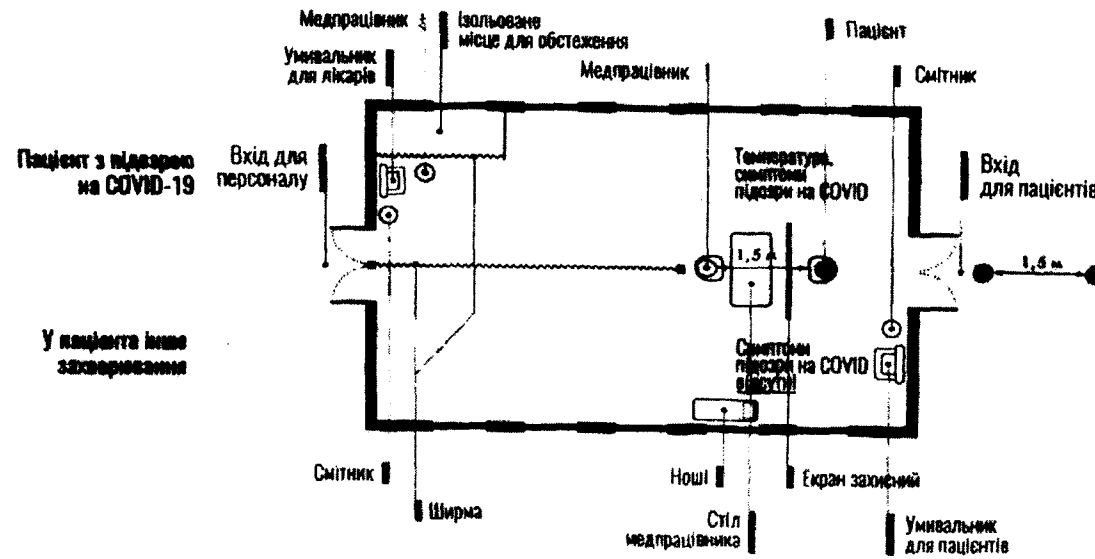 Медпрацівник
Ізольоване
місце для обстеження
Пацієнт
Умивальник
для лікарів
Медпрацівник
Смітник
Пацієнт з підозрою
на COVID-19
Вхід для
персоналу
Температура,
симптоми
підозри на COVID
Вхід
для пацієнтів
1,5 м
1,5 м
У пацієнта інше
захворювання
Симптоми
підозри на COVID
відсутні
Смітник
Ноші
Екран захисний
Ширма
Стіл
медпрацівника
Умивальник
для пацієнтів